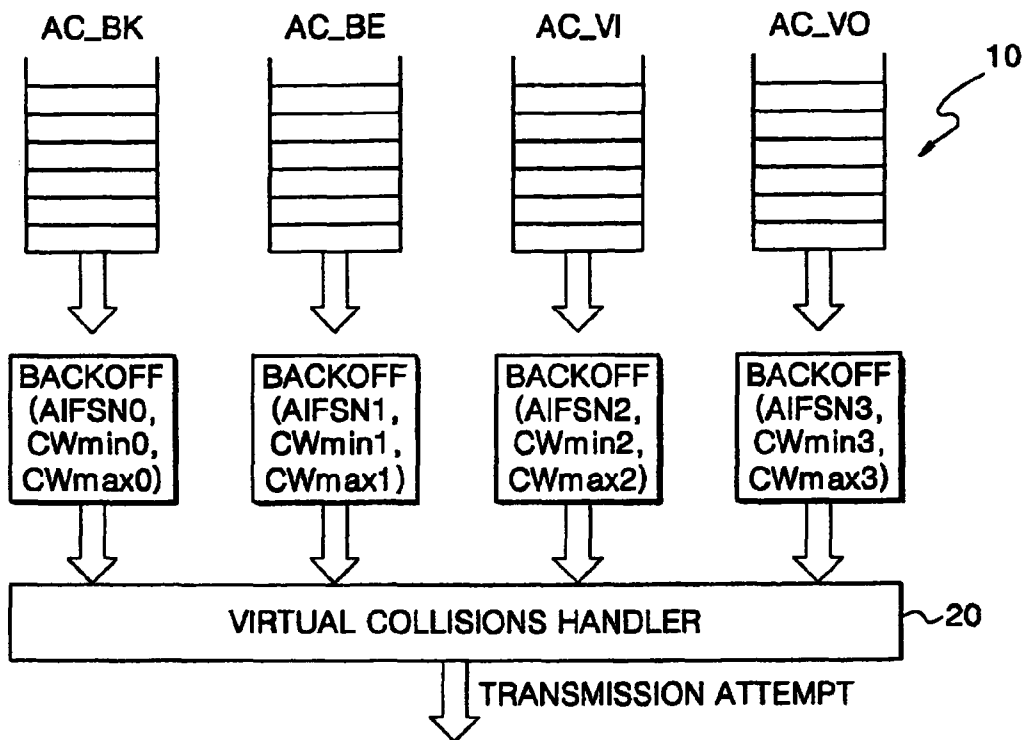 AC_BK AC_BE AC_VI AC_VO
10
BACKOFF
(AIFSN0,
CWmin0,
CWmax0)
BACKOFF
(AIFSN1,
CWmin1,
CWmax1)
BACKOFF
(AIFSN2,
CWmin2,
CWmax2)
BACKOFF
(AIFSN3,
CWmin3,
CWmax3)
VIRTUAL COLLISIONS HANDLER
20
TRANSMISSION ATTEMPT